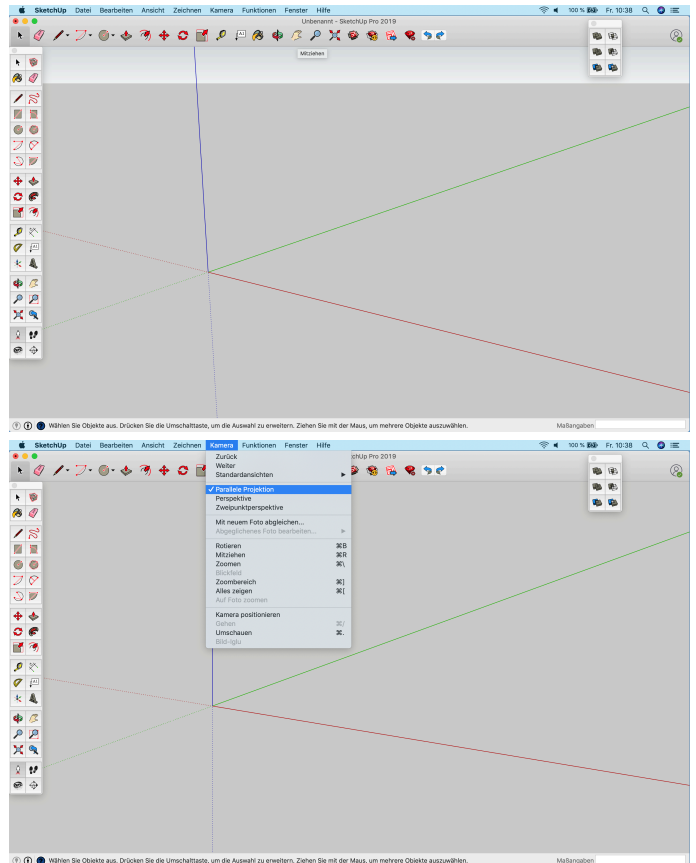 SketchUp Datei Bearbeiten Ansicht Zeichnen Kamera Funktionen Fenster Hilfe 100 % Fr. 10:38
Unbenannt - SketchUp Pro 2019
Mitziehen
Wählen Sie Objekte aus. Drücken Sie die Umschalttaste, um die Auswahl zu erweitern. Ziehen Sie mit der Maus, um mehrere Objekte auszuwählen. Maßangaben
SketchUp Datei Bearbeiten Ansicht Zeichnen Kamera Funktionen Fenster Hilfe 100 % Fr. 10:38
chUp Pro 2019
Zurück
Weiter
Standardansichten
✓ Parallele Projektion
Perspektive
Zweipunktperspektive
Mit neuem Foto abgleichen...
Abgeglichenes Foto bearbeiten...
Rotieren ⌘B
Mitziehen ⌘R
Zoomen ⌘\
Blickfeld
Zoombereich ⌘]
Alles zeigen ⌘[
Auf Foto zoomen
Kamera positionieren
Gehen ⌘/
Umschauen ⌘.
Bild-iglu
Wählen Sie Objekte aus. Drücken Sie die Umschalttaste, um die Auswahl zu erweitern. Ziehen Sie mit der Maus, um mehrere Objekte auszuwählen. Maßangaben